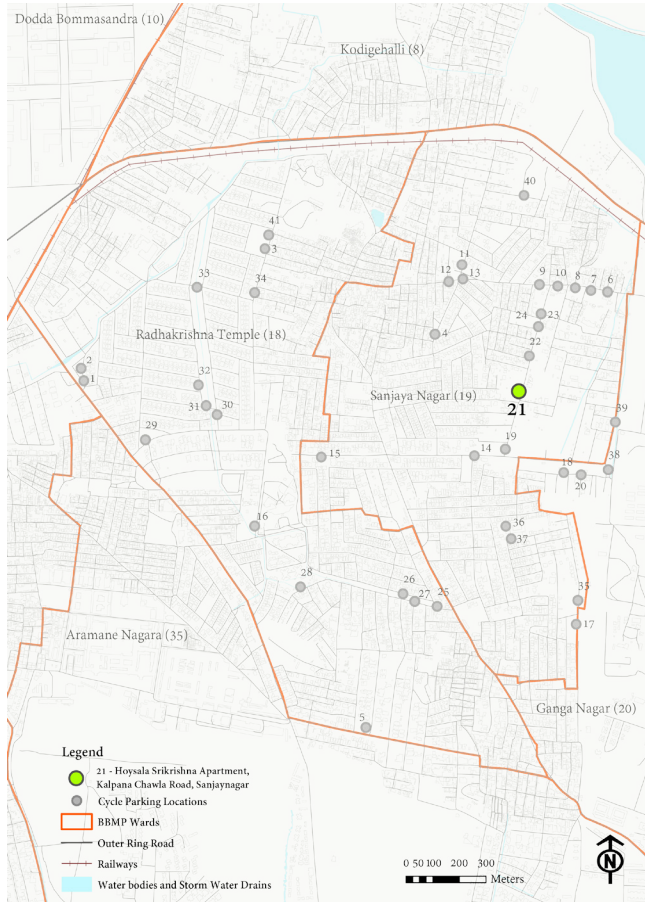 Dodda Bommasandra (10)
Kodigehalli (8)
40
41
3
11
12
13
33
34
9
10
8
7
6
24
23
Radhakrishna Temple (18)
4
22
2
1
32
Sanjaya Nagar (19)
31
30
21
39
29
15
14
19
18
20
38
16
36
37
28
26
27
25
35
17
Aramane Nagara (35)
5
Ganga Nagar (20)
Legend
21 - Hoysala Srikrishna Apartment,
Kalpana Chawla Road, Sanjaynagar
Cycle Parking Locations
BBMP Wards
Outer Ring Road
Railways
Water bodies and Storm Water Drains
N
0 50 100 200 300
Meters